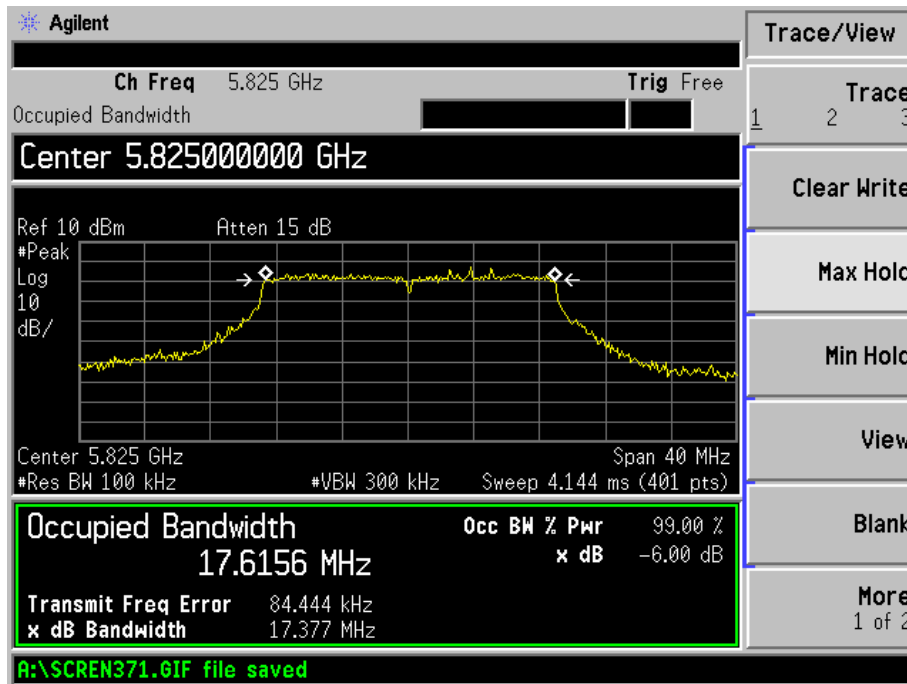 Agilent
Trace/View
Ch Freq 5.825 GHz Trig Free
Occupied Bandwidth
Center 5.825000000 GHz
Ref 10 dBm Atten 15 dB
#Peak
Log
10
dB/
Center 5.825 GHz Span 40 MHz
#Res BW 100 kHz #VBW 300 kHz Sweep 4.144 ms (401 pts)
Occupied Bandwidth
17.6156 MHz
Occ BW % Pwr 99.00 %
x dB -6.00 dB
Transmit Freq Error 84.444 kHz
x dB Bandwidth 17.377 MHz
A:\SCREN371.GIF file saved
Trace
1 2 3
Clear Write
Max Hold
Min Hold
View
Blank
More
1 of 2